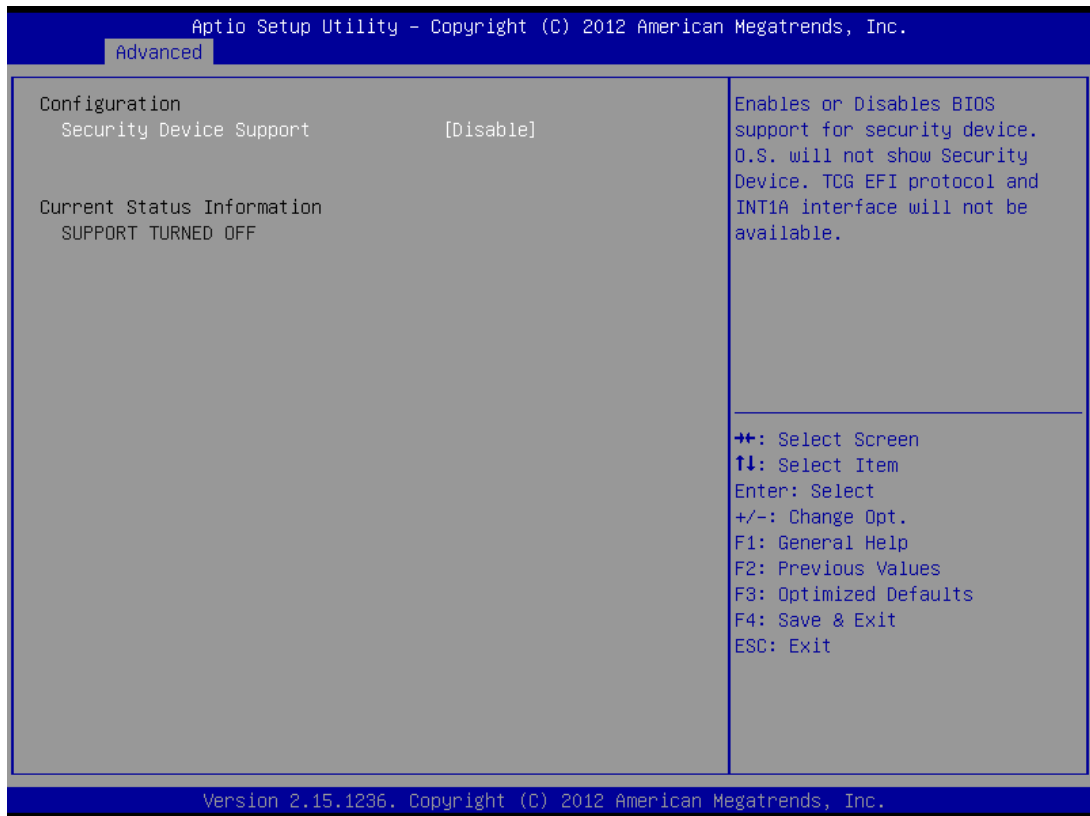 Aptio Setup Utility – Copyright (C) 2012 American Megatrends, Inc.
Advanced
Configuration
Security Device Support [Disable]
Current Status Information
SUPPORT TURNED OFF
Enables or Disables BIOS
support for security device.
O.S. will not show Security
Device. TCG EFI protocol and
INT1A interface will not be
available.
→←: Select Screen
↑↓: Select Item
Enter: Select
+/-: Change Opt.
F1: General Help
F2: Previous Values
F3: Optimized Defaults
F4: Save & Exit
ESC: Exit
Version 2.15.1236. Copyright (C) 2012 American Megatrends, Inc.